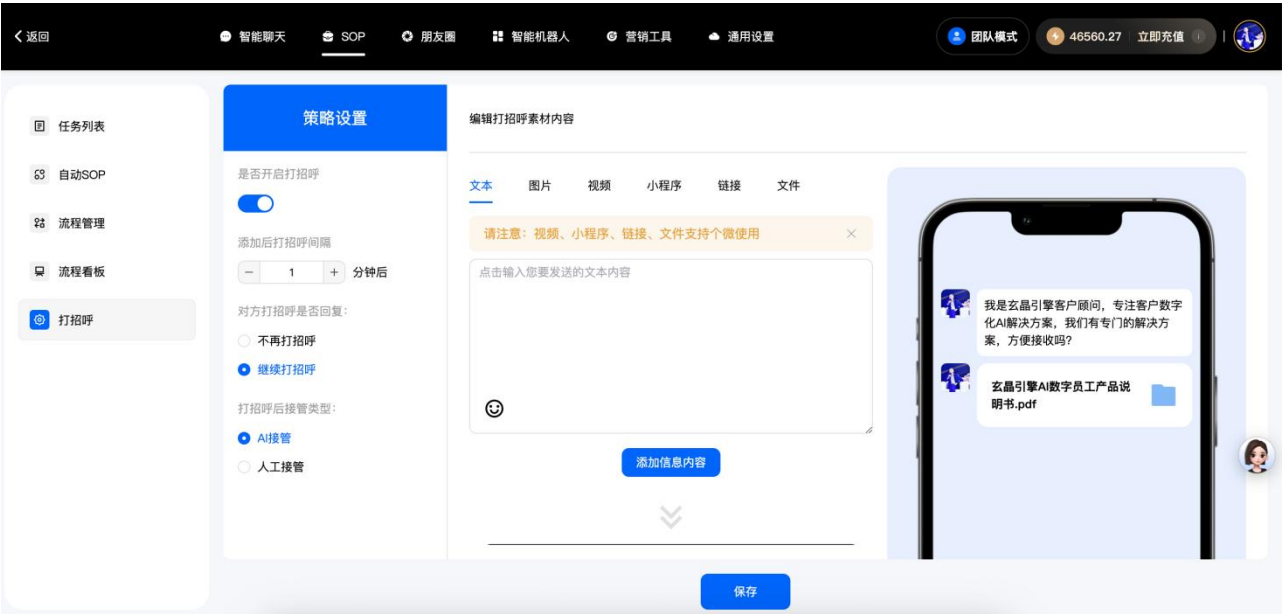 返回
智能聊天
SOP
朋友圈
智能机器人
营销工具
通用设置
团队模式
46560.27
立即充值
任务列表
自动SOP
流程管理
流程看板
打招呼
策略设置
是否开启打招呼
添加后打招呼间隔
1
分钟后
对方打招呼是否回复:
不再打招呼
继续打招呼
打招呼后接管类型:
AI接管
人工接管
编辑打招呼素材内容
文本
图片
视频
小程序
链接
文件
请注意: 视频、小程序、链接、文件支持个微使用
点击输入您要发送的文本内容
添加信息内容
我是玄晶引擎客户顾问, 专注客户数字
化AI解决方案, 我们有专门的解决方
案, 方便接收吗?
玄晶引擎AI数字员工产品说
明书.pdf
保存